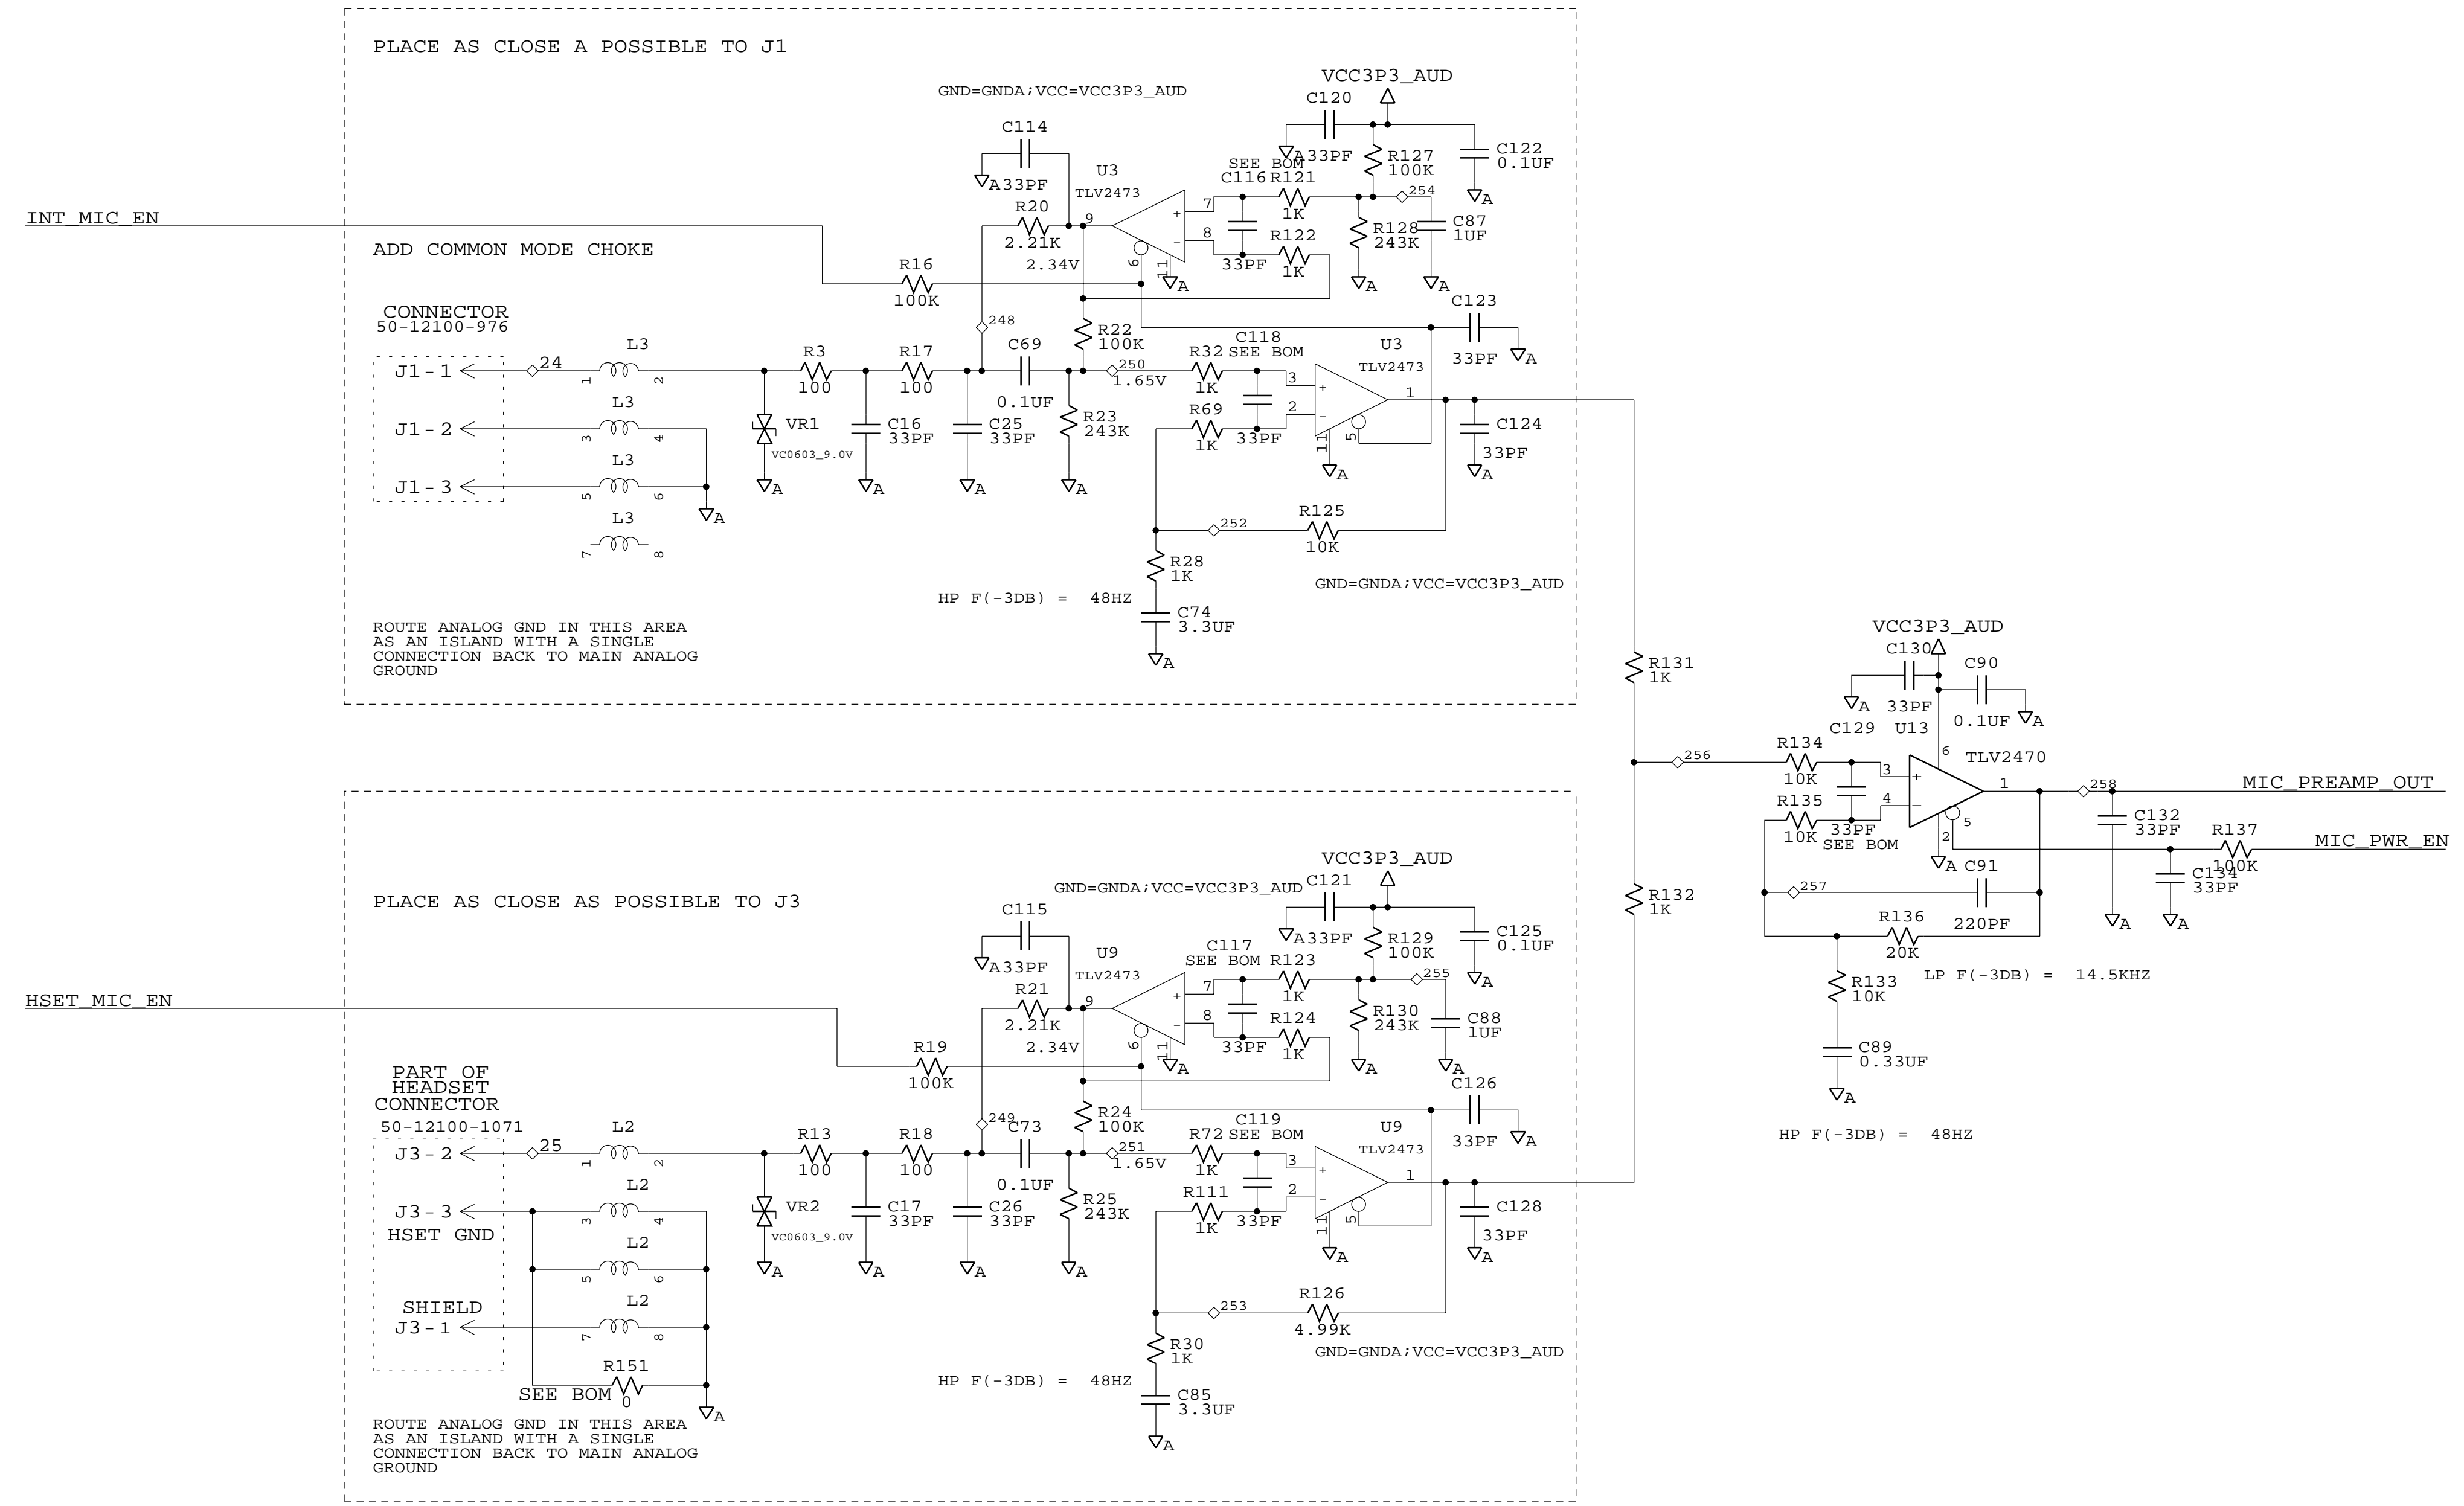 PLACE AS CLOSE A POSSIBLE TO J1
GND=GNDA;VCC=VCC3P3_AUD
VCC3P3_AUD
C120
33PF
A
C114
A
33PF
U3
TLV2473
SEE BOM
C116
33PF
R121
1K
R127
100K
C122
0.1UF
A
254
INT_MIC_EN
R20
2.21K
2.34V
9
+
-
7
8
6
11
A
R122
1K
R128
243K
A
C87
1UF
A
ADD COMMON MODE CHOKE
R16
100K
C123
33PF
A
CONNECTOR
50-12100-976
248
J1-1
24
L3
1
2
R3
100
R17
100
C69
0.1UF
R22
100K
250
1.65V
R32
1K
C118
SEE BOM
33PF
U3
TLV2473
3
2
+
-
1
5
11
A
J1-2
L3
3
4
VR1
VC0603_9.0V
A
C16
33PF
A
C25
33PF
A
R23
243K
A
R69
1K
C124
33PF
A
J1-3
L3
5
6
A
L3
7
8
252
R125
10K
R28
1K
GND=GNDA;VCC=VCC3P3_AUD
HP F(-3DB) =  48HZ
C74
3.3UF
A
ROUTE ANALOG GND IN THIS AREA
AS AN ISLAND WITH A SINGLE
CONNECTION BACK TO MAIN ANALOG
GROUND
R131
1K
VCC3P3_AUD
C130
33PF
A
C90
0.1UF
A
C129
U13
TLV2470
256
R134
10K
R135
10K
33PF
SEE BOM
3
4
+
-
6
1
5
2
A
258
MIC_PREAMP_OUT
C132
33PF
A
R137
100K
MIC_PWR_EN
C134
33PF
A
257
C91
220PF
R136
20K
LP F(-3DB) =  14.5KHZ
R133
10K
C89
0.33UF
A
HP F(-3DB) =  48HZ
R132
1K
PLACE AS CLOSE AS POSSIBLE TO J3
GND=GNDA;VCC=VCC3P3_AUD
VCC3P3_AUD
C121
33PF
A
C115
A
33PF
U9
TLV2473
C117
SEE BOM
33PF
R123
1K
R129
100K
C125
0.1UF
A
255
HSET_MIC_EN
R21
2.21K
2.34V
9
+
-
7
8
6
11
A
R124
1K
R130
243K
A
C88
1UF
A
R19
100K
C126
33PF
A
PART OF
HEADSET
CONNECTOR
50-12100-1071
249
J3-2
25
L2
1
2
R13
100
R18
100
C73
0.1UF
R24
100K
251
1.65V
R72
1K
C119
SEE BOM
33PF
U9
TLV2473
3
2
+
-
1
5
11
A
J3-3
HSET GND
L2
3
4
VR2
VC0603_9.0V
A
C17
33PF
A
C26
33PF
A
R25
243K
A
R111
1K
C128
33PF
A
L2
5
6
SHIELD
J3-1
L2
7
8
253
R126
4.99K
R30
1K
GND=GNDA;VCC=VCC3P3_AUD
R151
SEE BOM
0
A
HP F(-3DB) =  48HZ
C85
3.3UF
A
ROUTE ANALOG GND IN THIS AREA
AS AN ISLAND WITH A SINGLE
CONNECTION BACK TO MAIN ANALOG
GROUND